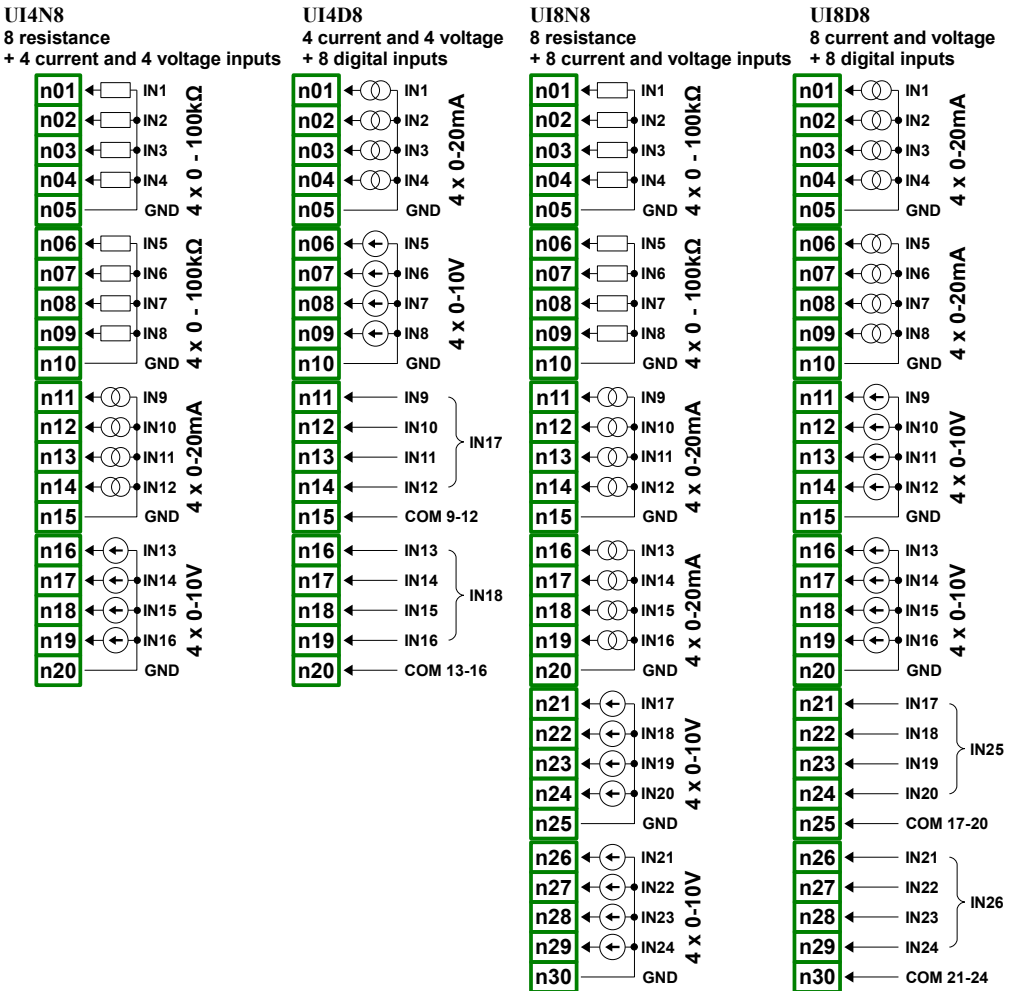 UI4N8
8 resistance
+ 4 current and 4 voltage inputs
n01 IN1
n02 IN2
n03 IN3
n04 IN4
n05 GND
4 x 0 - 100kΩ
n06 IN5
n07 IN6
n08 IN7
n09 IN8
n10 GND
4 x 0 - 100kΩ
n11 IN9
n12 IN10
n13 IN11
n14 IN12
n15 GND
4 x 0-20mA
n16 IN13
n17 IN14
n18 IN15
n19 IN16
n20 GND
4 x 0-10V
UI4D8
4 current and 4 voltage
+ 8 digital inputs
n01 IN1
n02 IN2
n03 IN3
n04 IN4
n05 GND
4 x 0-20mA
n06 IN5
n07 IN6
n08 IN7
n09 IN8
n10 GND
4 x 0-10V
n11 IN9
n12 IN10
n13 IN11
n14 IN12
IN17
n15 COM 9-12
n16 IN13
n17 IN14
n18 IN15
n19 IN16
IN18
n20 COM 13-16
UI8N8
8 resistance
+ 8 current and voltage inputs
n01 IN1
n02 IN2
n03 IN3
n04 IN4
n05 GND
4 x 0 - 100kΩ
n06 IN5
n07 IN6
n08 IN7
n09 IN8
n10 GND
4 x 0 - 100kΩ
n11 IN9
n12 IN10
n13 IN11
n14 IN12
n15 GND
4 x 0-20mA
n16 IN13
n17 IN14
n18 IN15
n19 IN16
n20 GND
4 x 0-20mA
n21 IN17
n22 IN18
n23 IN19
n24 IN20
n25 GND
4 x 0-10V
n26 IN21
n27 IN22
n28 IN23
n29 IN24
n30 GND
4 x 0-10V
UI8D8
8 current and voltage
+ 8 digital inputs
n01 IN1
n02 IN2
n03 IN3
n04 IN4
n05 GND
4 x 0-20mA
n06 IN5
n07 IN6
n08 IN7
n09 IN8
n10 GND
4 x 0-20mA
n11 IN9
n12 IN10
n13 IN11
n14 IN12
n15 GND
4 x 0-10V
n16 IN13
n17 IN14
n18 IN15
n19 IN16
n20 GND
4 x 0-10V
n21 IN17
n22 IN18
n23 IN19
n24 IN20
IN25
n25 COM 17-20
n26 IN21
n27 IN22
n28 IN23
n29 IN24
IN26
n30 COM 21-24